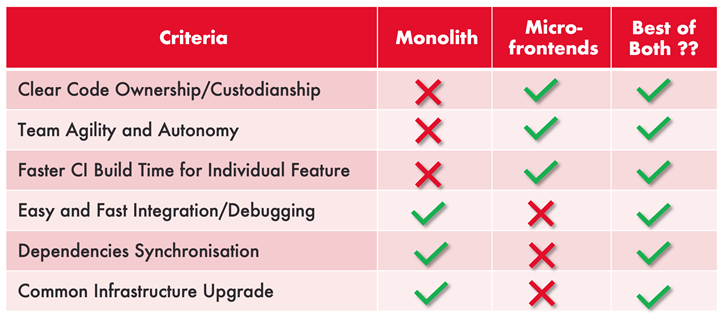 Criteria
Monolith
Micro-
frontends
Best of
Both ??
Clear Code Ownership/Custodianship
Team Agility and Autonomy
Faster CI Build Time for Individual Feature
Easy and Fast Integration/Debugging
Dependencies Synchronisation
Common Infrastructure Upgrade